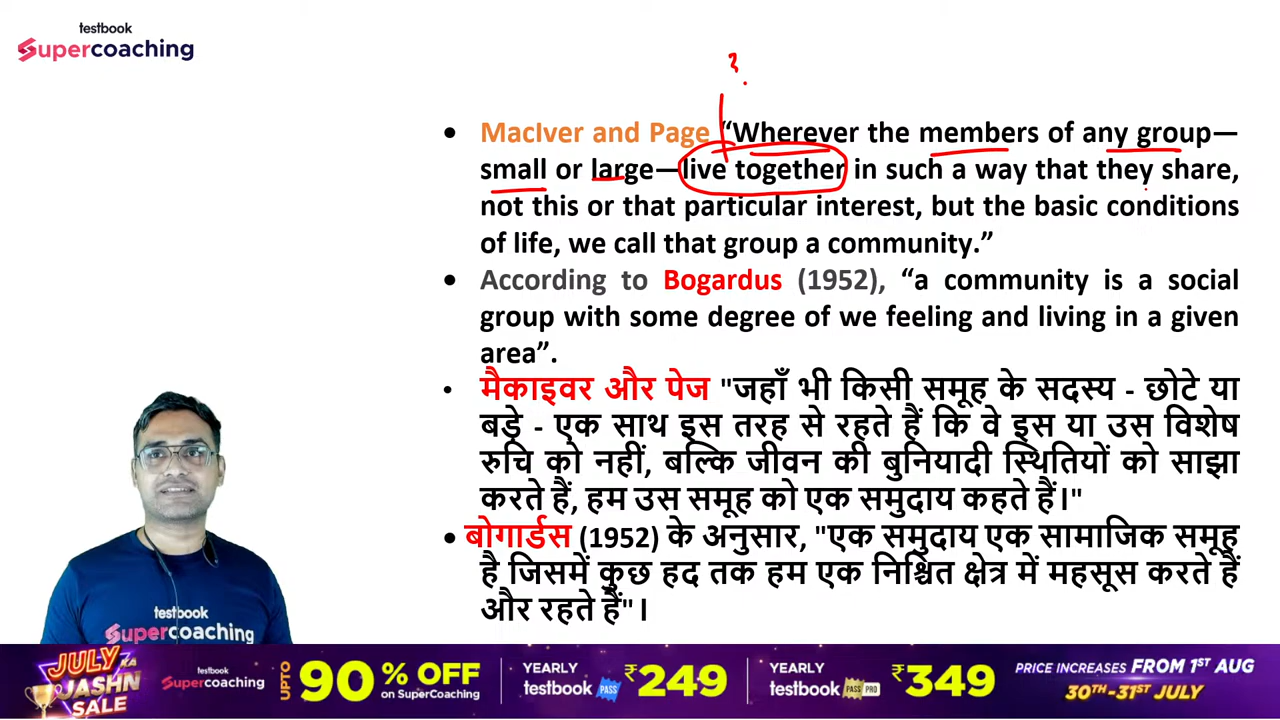 testbook
Supercoaching
?
• MacIver and Page “Wherever the members of any group—
small or large—live together in such a way that they share,
not this or that particular interest, but the basic conditions
of life, we call that group a community.”
• According to Bogardus (1952), “a community is a social
group with some degree of we feeling and living in a given
area”.
• मैकाइवर और पेज "जहाँ भी किसी समूह के सदस्य - छोटे या
बड़े - एक साथ इस तरह से रहते हैं कि वे इस या उस विशेष
रुचि को नहीं, बल्कि जीवन की बुनियादी स्थितियों को साझा
करते हैं, हम उस समूह को एक समुदाय कहते हैं।"
• बोगार्डस (1952) के अनुसार, "एक समुदाय एक सामाजिक समूह
है जिसमें कुछ हद तक हम एक निश्चित क्षेत्र में महसूस करते हैं
और रहते हैं"।
testbook
Supercoaching
JULY KA
JASHN
SALE
testbook
Supercoaching
UPTO
90% OFF
on SuperCoaching
YEARLY
testbook PASS
₹249
YEARLY
testbook PASS PRO
₹349
PRICE INCREASES FROM 1ST AUG
30TH-31ST JULY